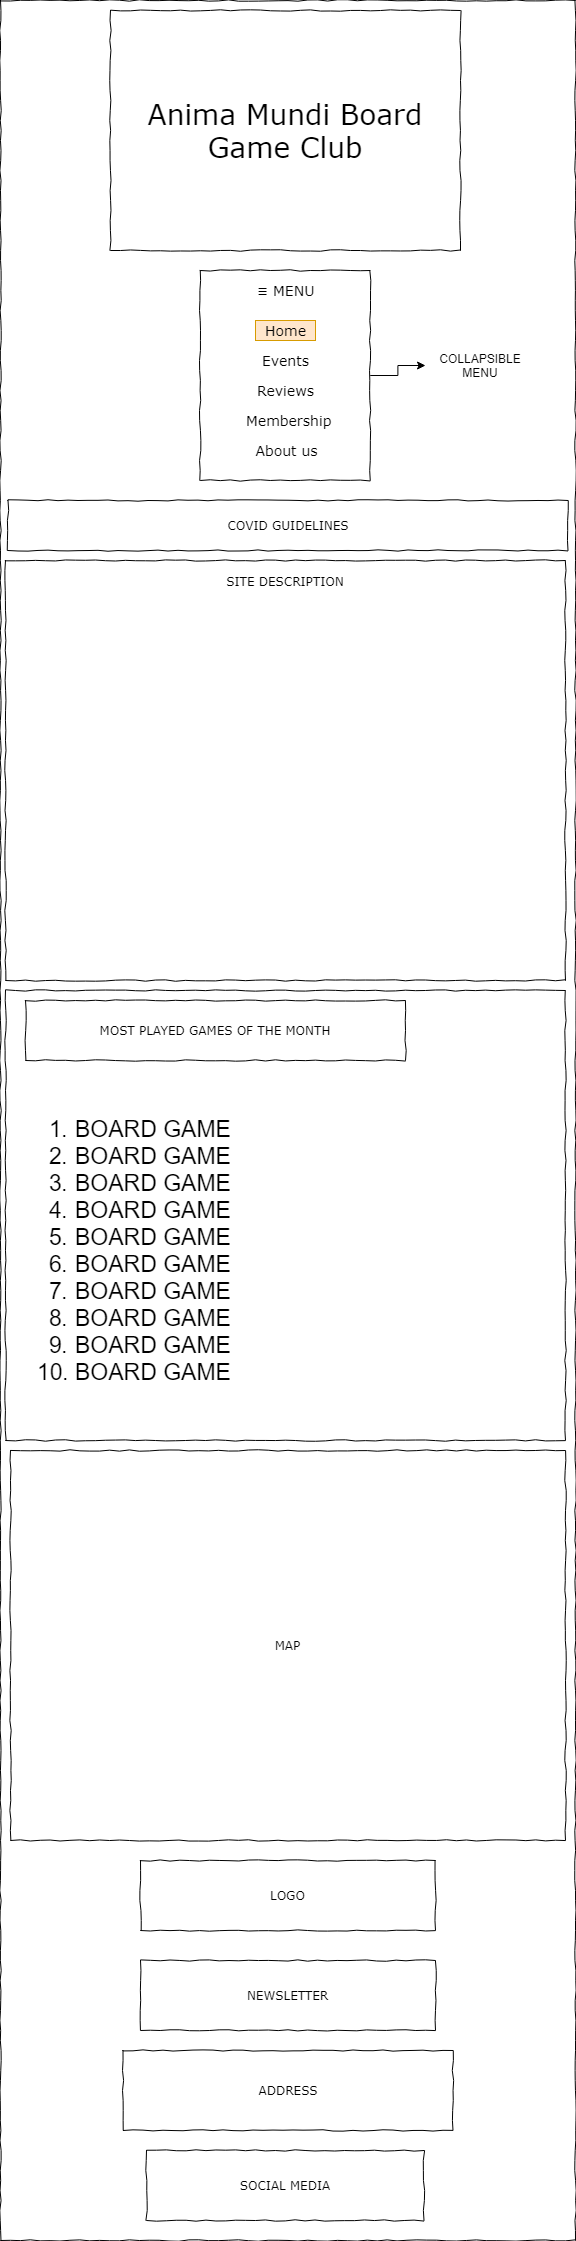 Anima Mundi Board
Game Club
≡ MENU
Home
Events
Reviews
Membership
About us
COLLAPSIBLE
MENU
COVID GUIDELINES
SITE DESCRIPTION
MOST PLAYED GAMES OF THE MONTH
1. BOARD GAME
2. BOARD GAME
3. BOARD GAME
4. BOARD GAME
5. BOARD GAME
6. BOARD GAME
7. BOARD GAME
8. BOARD GAME
9. BOARD GAME
10. BOARD GAME
MAP
LOGO
NEWSLETTER
ADDRESS
SOCIAL MEDIA